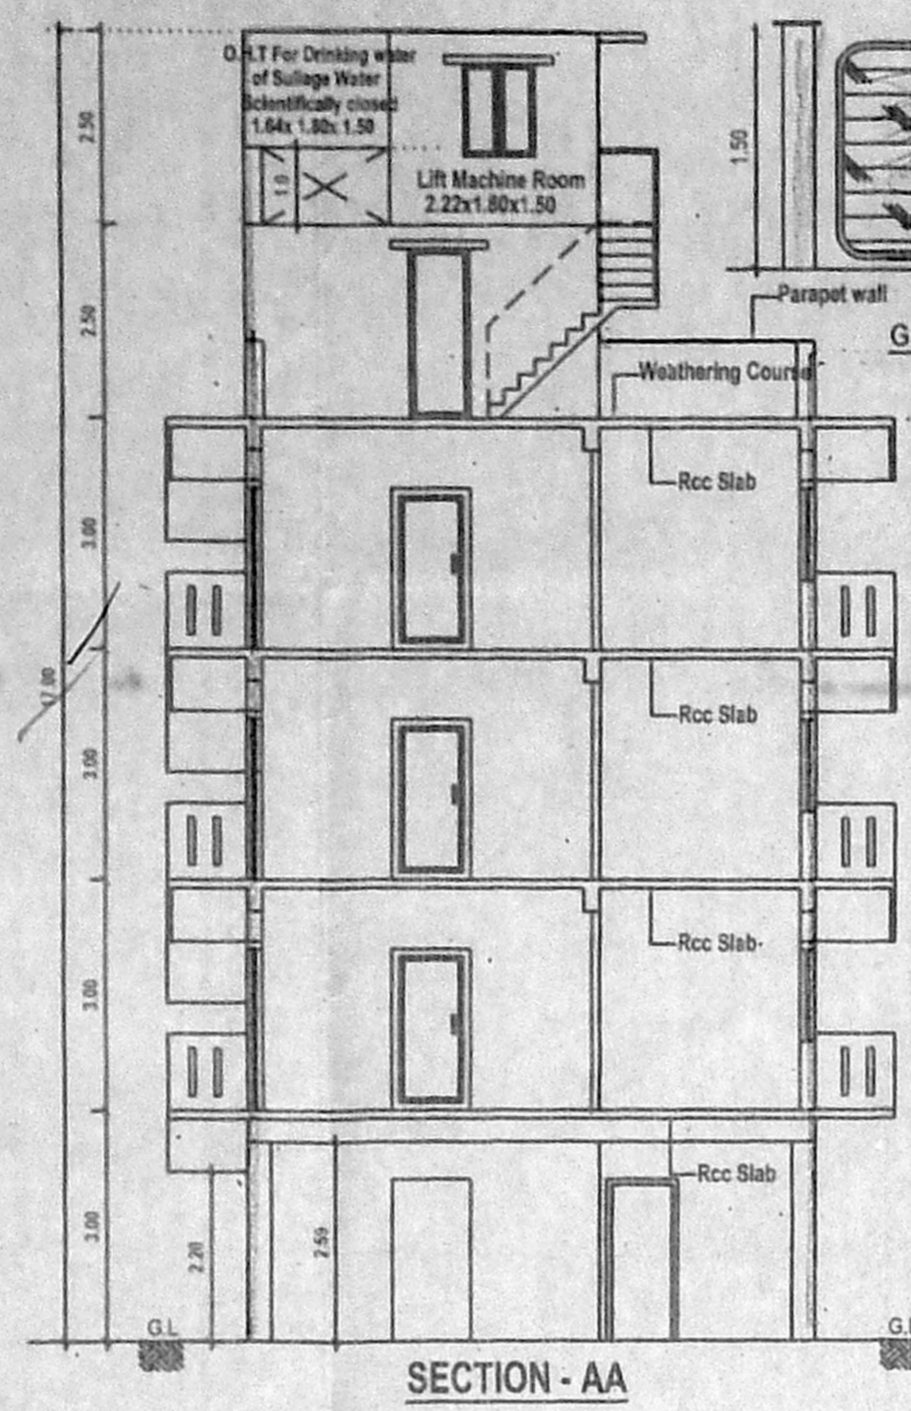 O.H.T For Drinking water
of Sullage Water
Scientifically closed
1.64x 1.80x 1.50
2.50
1.50
1.0
Lift Machine Room
2.22x1.80x1.50
Parapet wall
G
2.50
Weathering Course
Rcc Slab
3.00
17.00
Rcc Slab
3.00
Rcc Slab
3.00
Rcc Slab
3.00
2.20
2.59
G.L
G.L
SECTION - AA